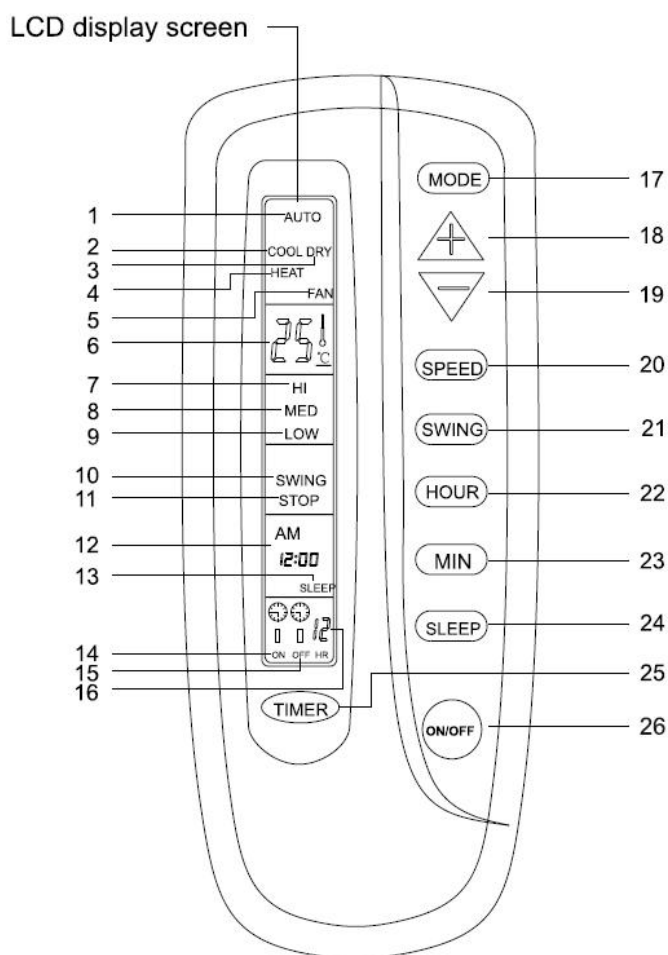 LCD display screen
1 AUTO
2 COOL DRY
3
4 HEAT
5 FAN
6 25 °C
7 HI
8 MED
9 LOW
10 SWING
11 STOP
12 AM
12:00
13 SLEEP
12
14 ON OFF HR
15
16
MODE 17
+ 18
− 19
SPEED 20
SWING 21
HOUR 22
MIN 23
SLEEP 24
TIMER 25
ON/OFF 26